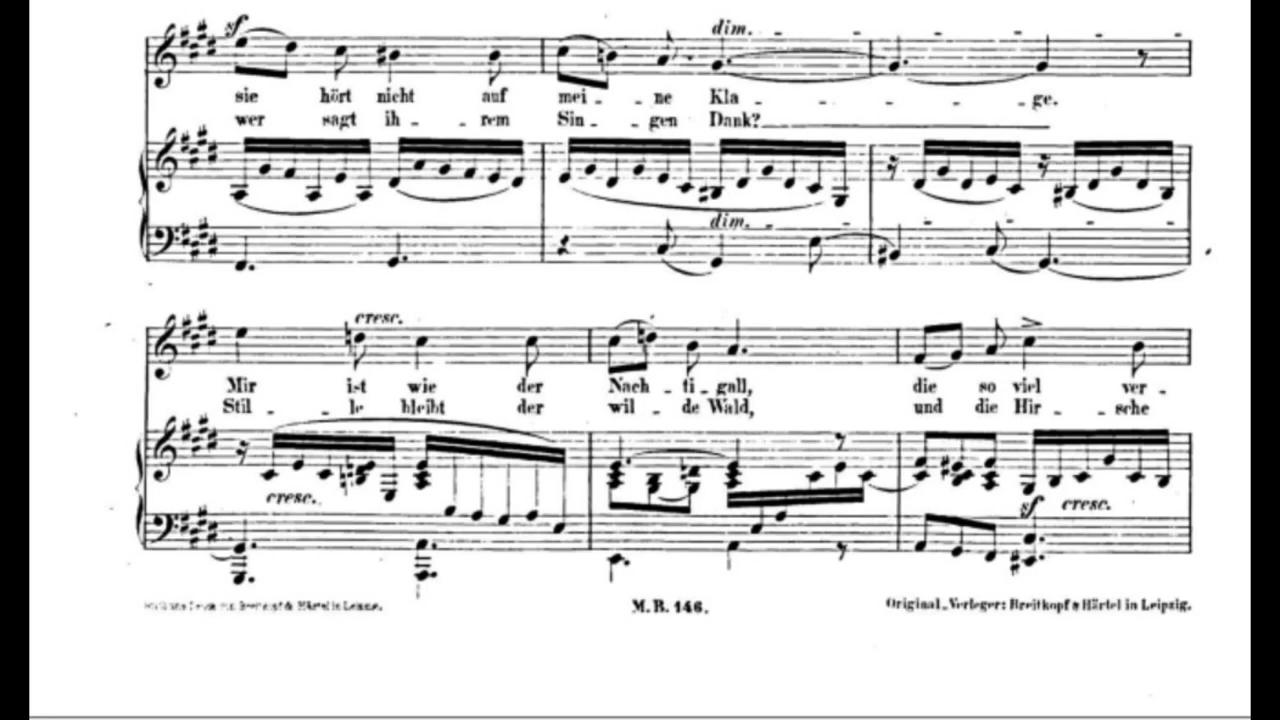 sf dim. - - - -
sie hört nicht auf mei - ne Kla - - - - ge.
wer sagt ih - - rem Sin - gen Dank?
dim. - - - - - - -
cresc.
Mir ist wie der Nach - ti - gall, die so viel ver -
Stil - - le bleibt der wil - de Wald, und die Hir - - sche
cresc. sf cresc.
Härtel in
M.B. 146.
Original-Verleger: Breitkopf & Härtel in Leipzig.